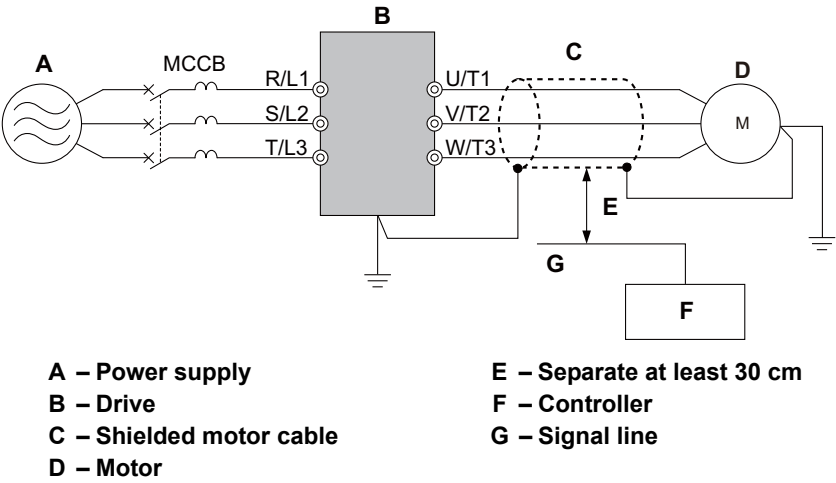 B
A
MCCB
C
D
R/L1
U/T1
S/L2
V/T2
M
T/L3
W/T3
E
G
F
A – Power supply
B – Drive
C – Shielded motor cable
D – Motor
E – Separate at least 30 cm
F – Controller
G – Signal line